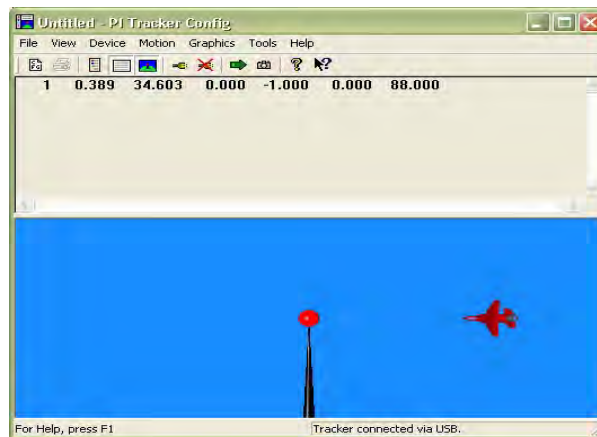 Untitled - PI Tracker Config
File View Device Motion Graphics Tools Help
1 0.389 34.603 0.000 -1.000 0.000 88.000
For Help, press F1 Tracker connected via USB.